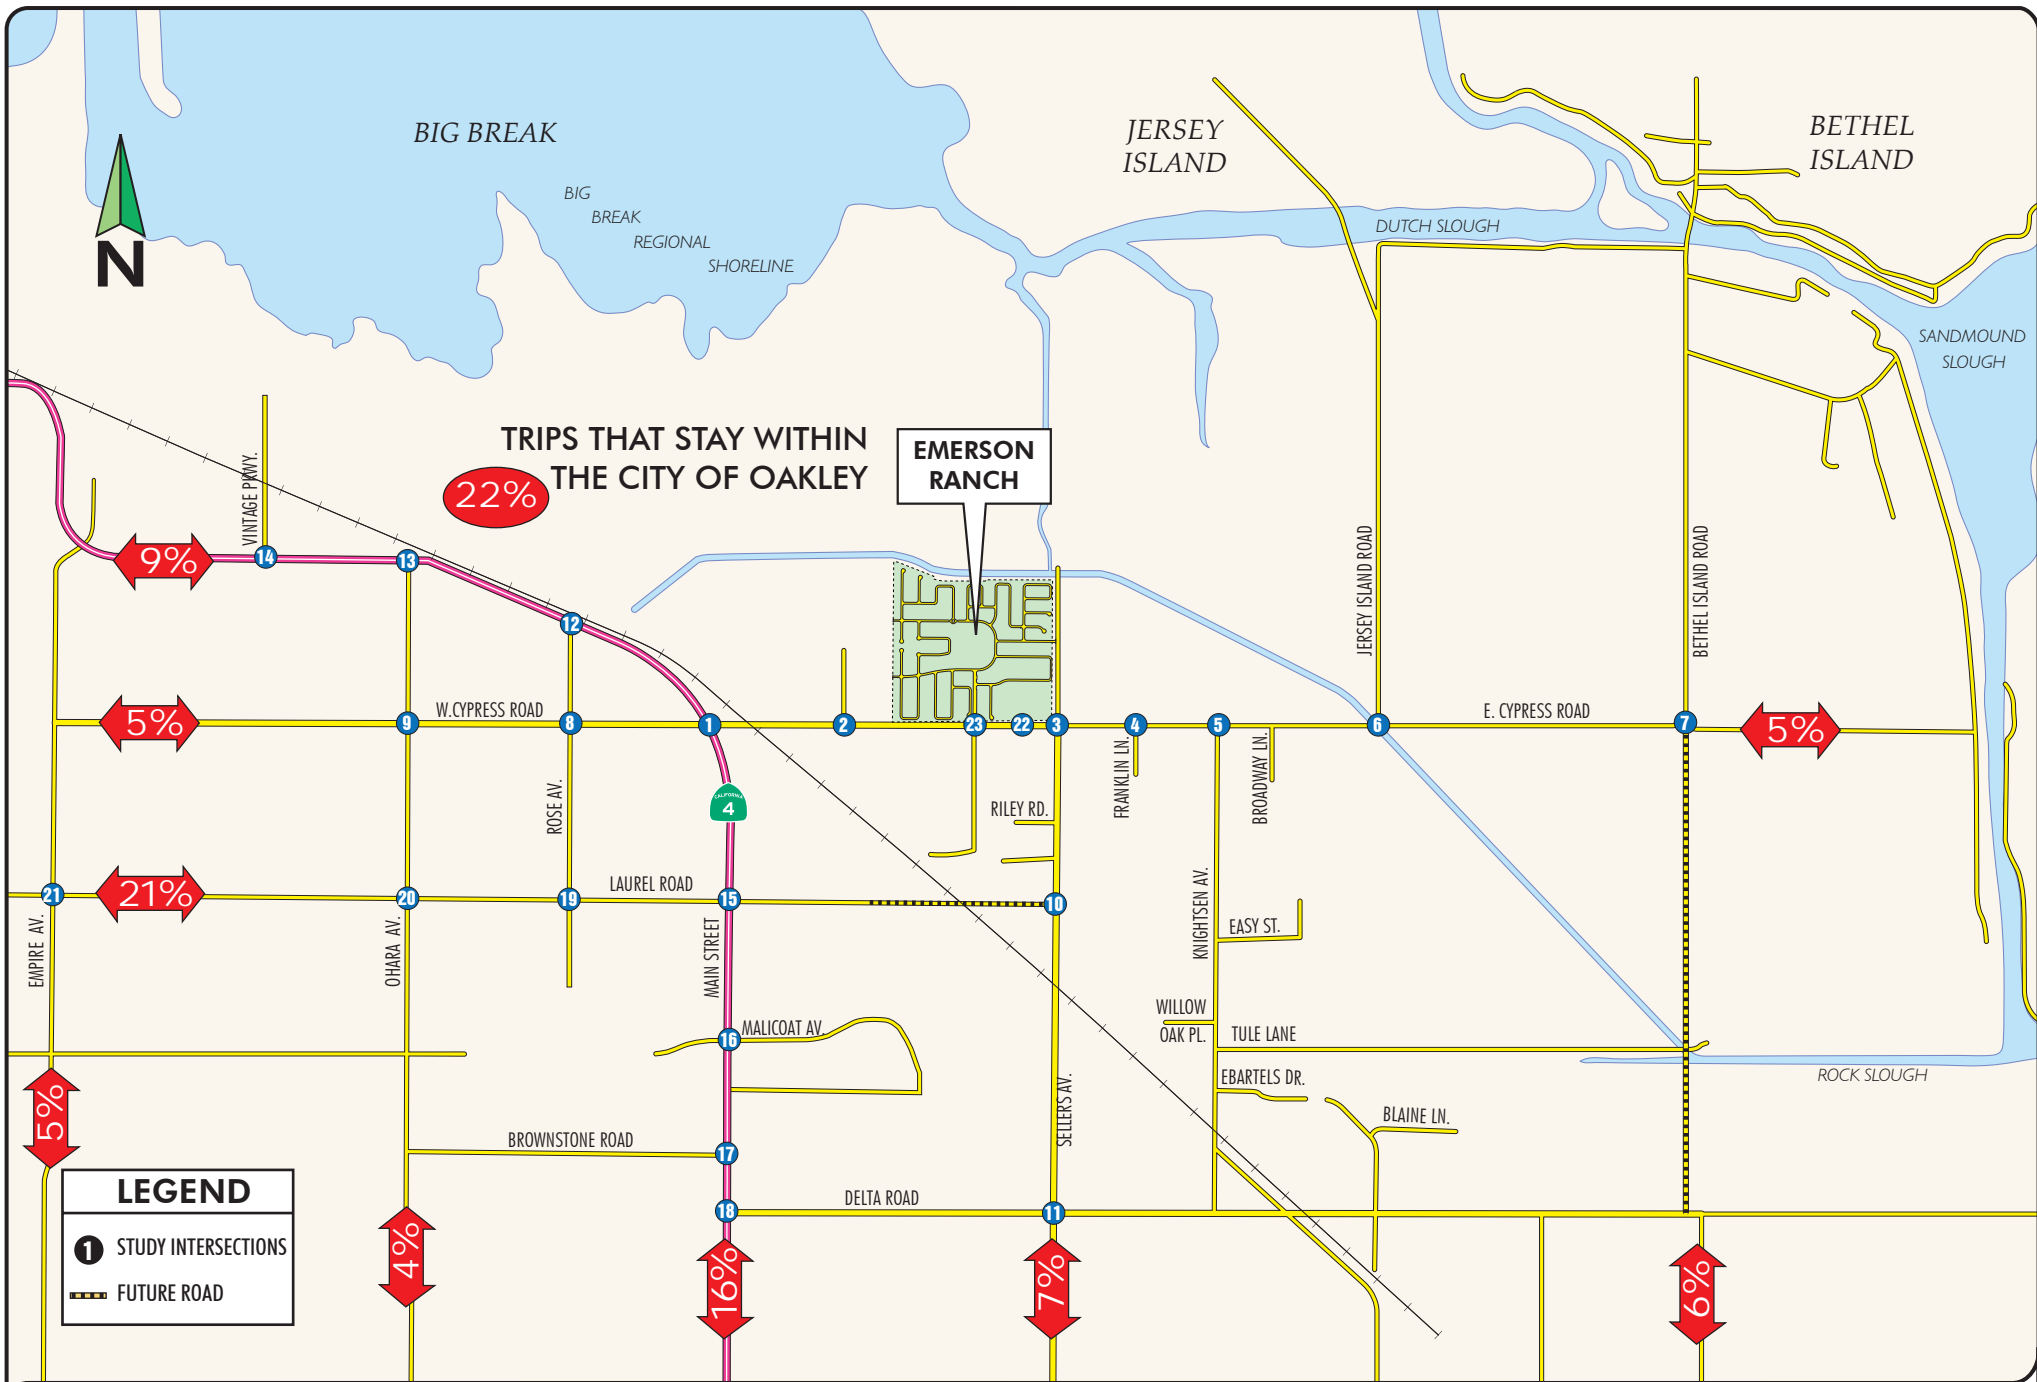 BIG BREAK
JERSEY
ISLAND
BETHEL
ISLAND
BIG
BREAK
REGIONAL
SHORELINE
DUTCH SLOUGH
N
SANDMOUND
SLOUGH
TRIPS THAT STAY WITHIN
THE CITY OF OAKLEY
22%
EMERSON
RANCH
VINTAGE PKWY.
JERSEY ISLAND ROAD
BETHEL ISLAND ROAD
9%
14
13
12
5%
9
W.CYPRESS ROAD
8
1
2
23
22
3
4
5
6
E. CYPRESS ROAD
7
5%
ROSE AV.
CALIFORNIA
4
RILEY RD.
FRANKLIN LN.
BROADWAY LN.
21
21%
20
19
LAUREL ROAD
15
10
EMPIRE AV.
OHARA AV.
MAIN STREET
KNIGHTSEN AV.
EASY ST.
WILLOW
OAK PL.
TULE LANE
16
MALICOAT AV.
ROCK SLOUGH
EBARTELS DR.
BLAINE LN.
SELLERS AV.
5%
BROWNSTONE ROAD
17
18
DELTA ROAD
11
4%
16%
7%
6%
LEGEND
1 STUDY INTERSECTIONS
FUTURE ROAD